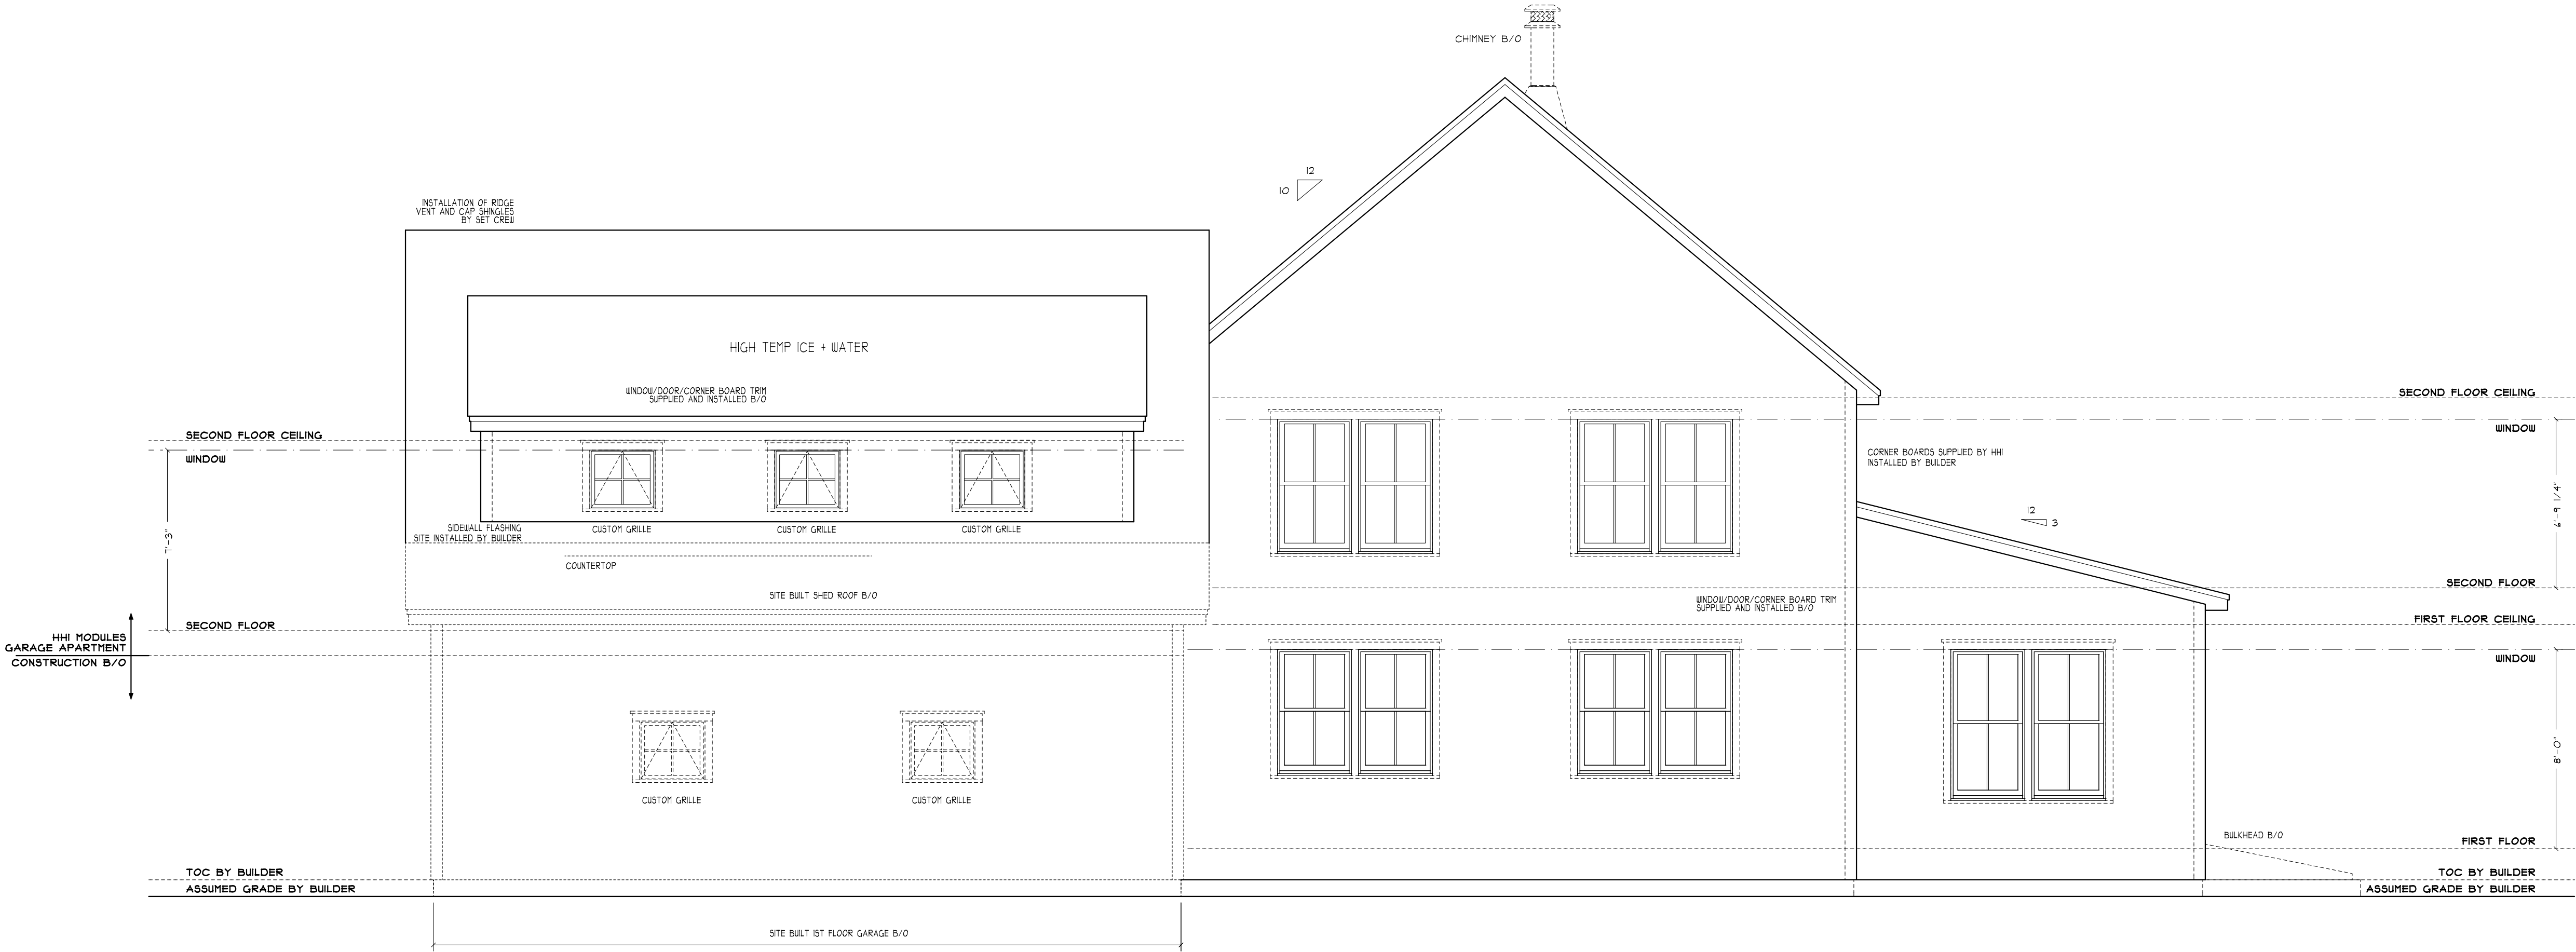 CHIMNEY B/O
12
10
INSTALLATION OF RIDGE
VENT AND CAP SHINGLES
BY SET CREW
HIGH TEMP ICE + WATER
WINDOW/DOOR/CORNER BOARD TRIM
SUPPLIED AND INSTALLED B/O
SECOND FLOOR CEILING
WINDOW
7'-3"
CUSTOM GRILLE
CUSTOM GRILLE
CUSTOM GRILLE
SIDEWALL FLASHING
SITE INSTALLED BY BUILDER
COUNTERTOP
SITE BUILT SHED ROOF B/O
SECOND FLOOR
HHI MODULES
GARAGE APARTMENT
CONSTRUCTION B/O
CUSTOM GRILLE
CUSTOM GRILLE
TOC BY BUILDER
ASSUMED GRADE BY BUILDER
SITE BUILT 1ST FLOOR GARAGE B/O
SECOND FLOOR CEILING
WINDOW
CORNER BOARDS SUPPLIED BY HHI
INSTALLED BY BUILDER
12
3
6'-9 1/4"
SECOND FLOOR
WINDOW/DOOR/CORNER BOARD TRIM
SUPPLIED AND INSTALLED B/O
FIRST FLOOR CEILING
WINDOW
8'-0"
BULKHEAD B/O
FIRST FLOOR
TOC BY BUILDER
ASSUMED GRADE BY BUILDER